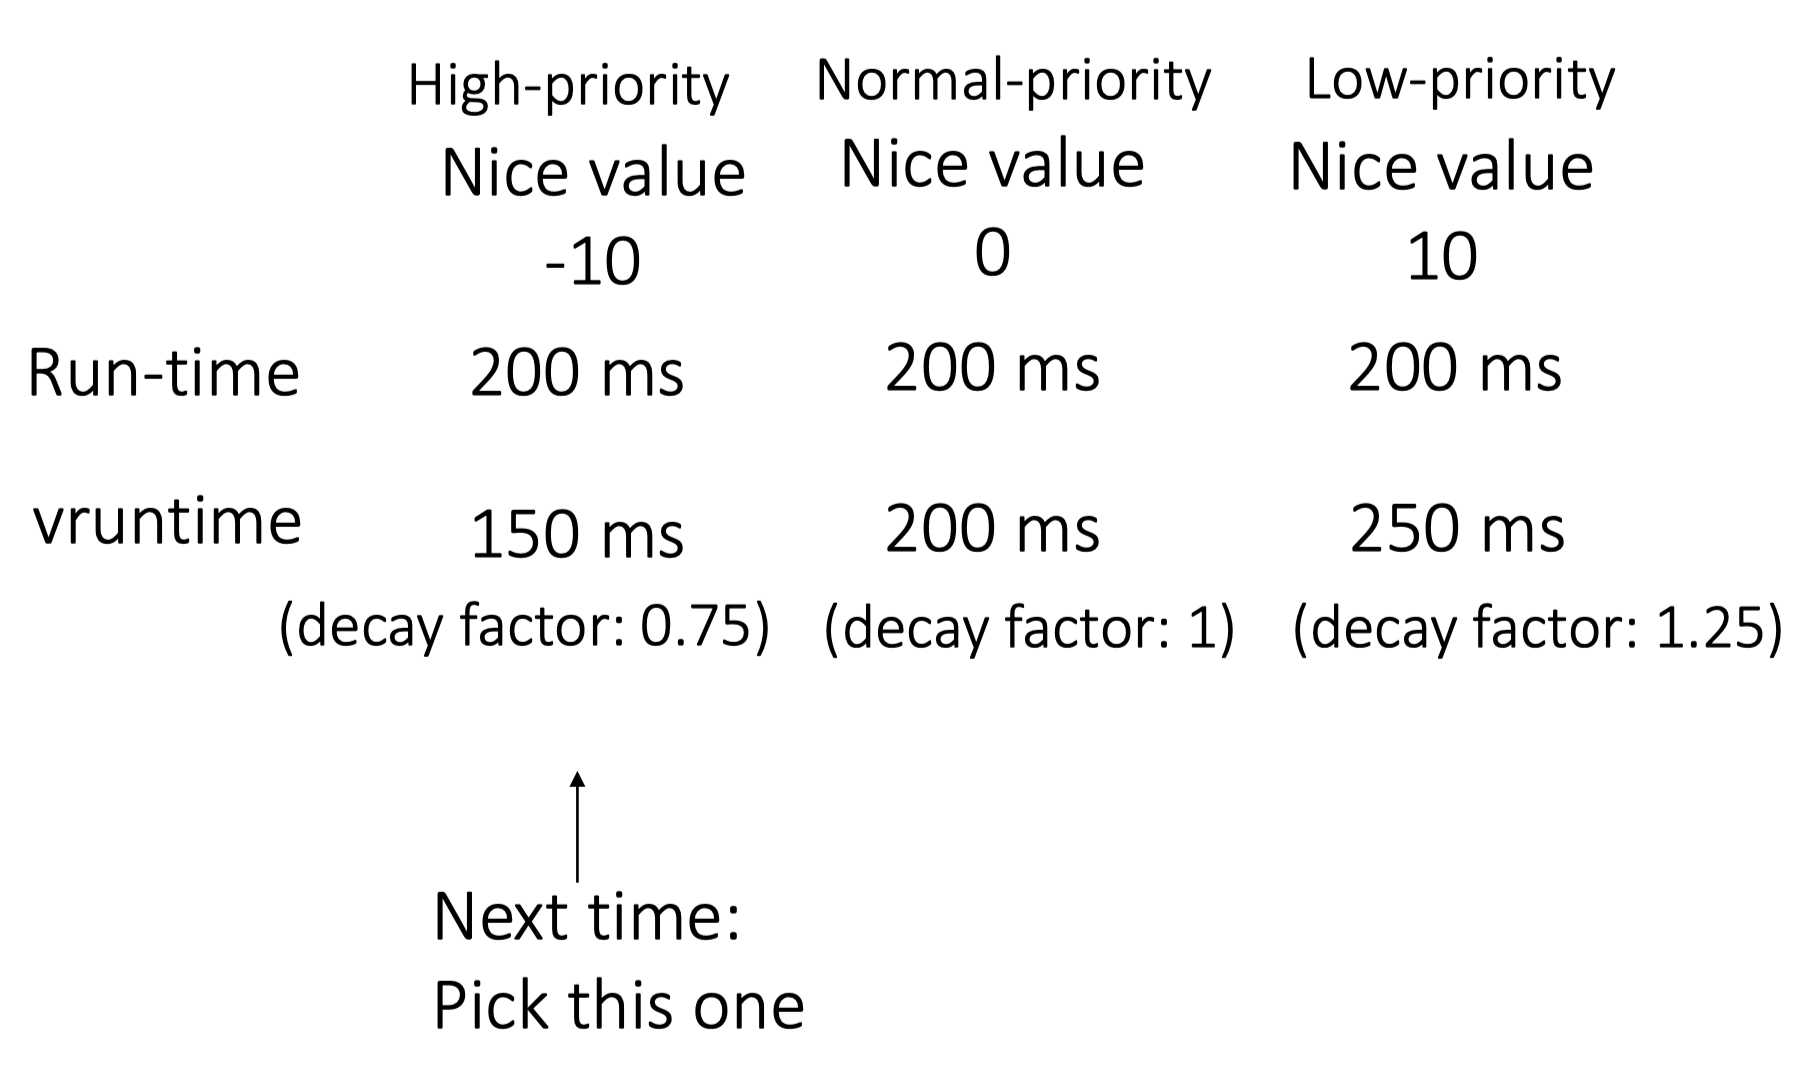 High-priority Normal-priority Low-priority
Nice value Nice value Nice value
-10 0 10
Run-time 200 ms 200 ms 200 ms
vruntime 150 ms 200 ms 250 ms
(decay factor: 0.75) (decay factor: 1) (decay factor: 1.25)
Next time:
Pick this one